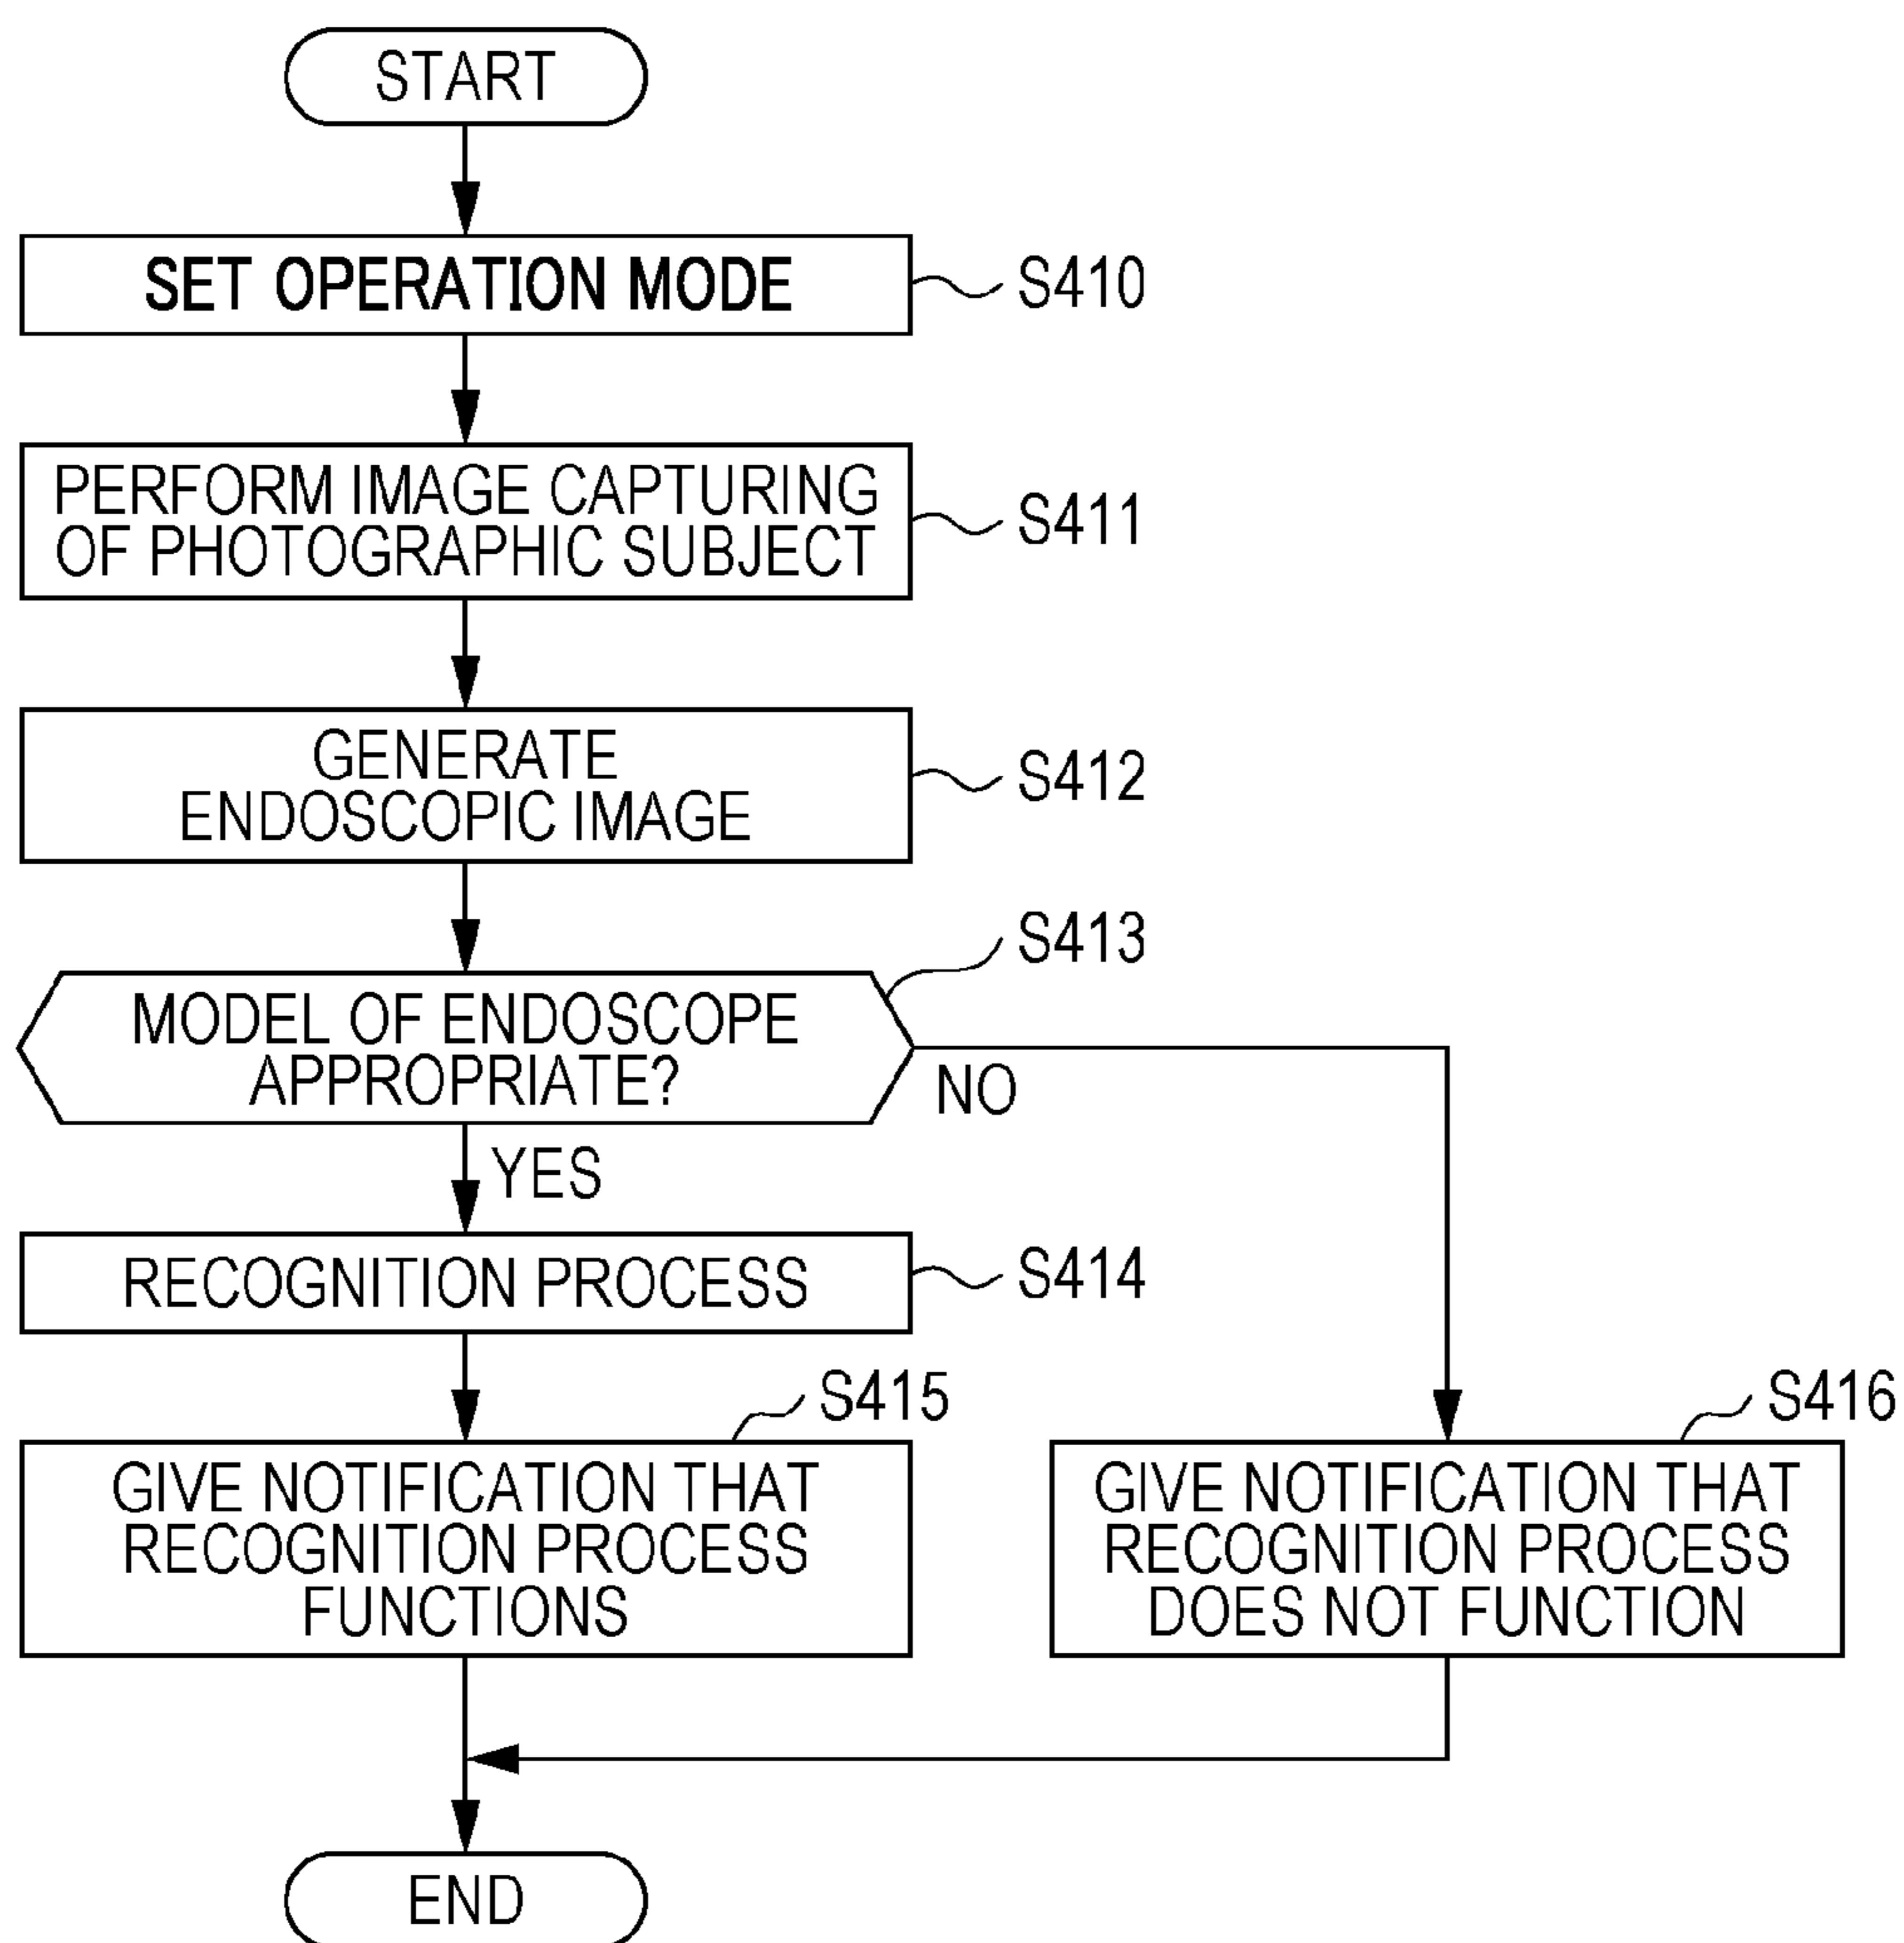 START
SET OPERATION MODE
S410
PERFORM IMAGE CAPTURING
OF PHOTOGRAPHIC SUBJECT
S411
GENERATE
ENDOSCOPIC IMAGE
S412
S413
MODEL OF ENDOSCOPE
APPROPRIATE?
NO
YES
RECOGNITION PROCESS
S414
S415
GIVE NOTIFICATION THAT
RECOGNITION PROCESS
FUNCTIONS
S416
GIVE NOTIFICATION THAT
RECOGNITION PROCESS
DOES NOT FUNCTION
END